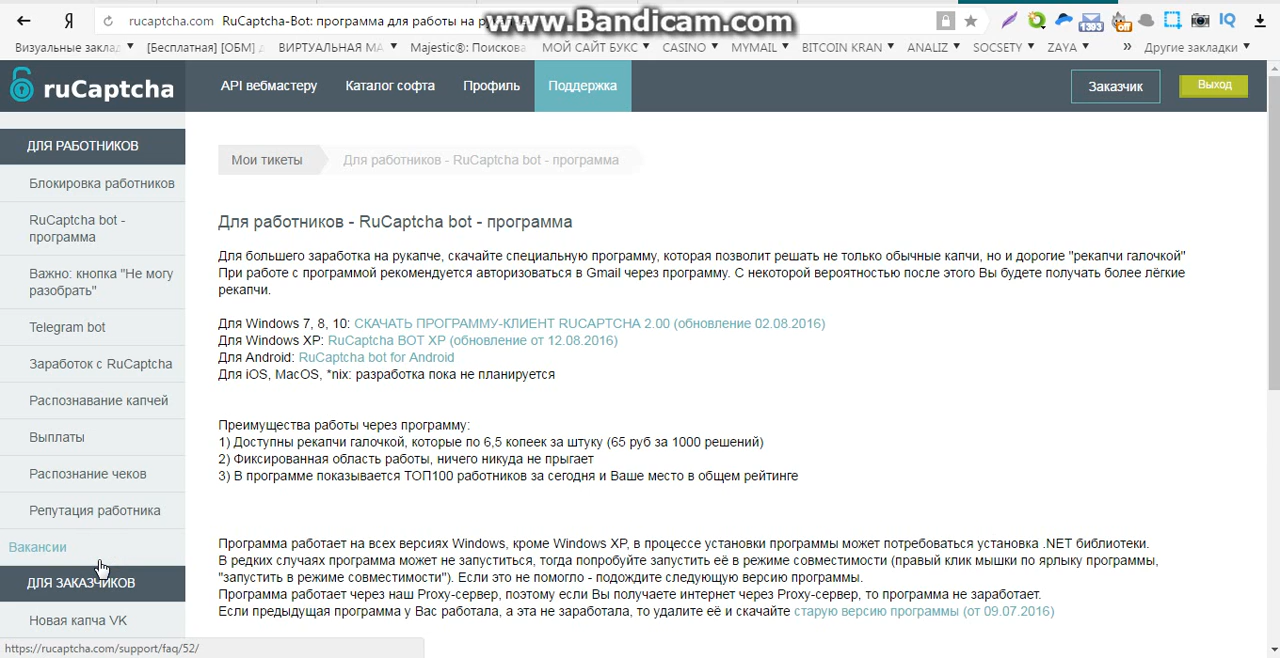 Я
rucaptcha.com RuCaptcha-Bot: программа для работы на
www.Bandicam.com
1393
off
IQ
Визуальные заклад
[Бесплатная] [ОБМ]
ВИРТУАЛЬНАЯ МА
Majestic®: Поискова
МОЙ САЙТ БУКС
CASINO
MYMAIL
BITCOIN KRAN
ANALIZ
SOCSETY
ZAYA
»
Другие закладки
ruCaptcha
API вебмастеру
Каталог софта
Профиль
Поддержка
Заказчик
Выход
ДЛЯ РАБОТНИКОВ
Блокировка работников
RuCaptcha bot -
программа
Важно: кнопка "Не могу
разобрать"
Telegram bot
Заработок с RuCaptcha
Распознавание капчей
Выплаты
Распознание чеков
Репутация работника
Вакансии
ДЛЯ ЗАКАЗЧИКОВ
Новая капча VK
https://rucaptcha.com/support/faq/52/
Мои тикеты
Для работников - RuCaptcha bot - программа
Для работников - RuCaptcha bot - программа
Для большего заработка на рукапче, скачайте специальную программу, которая позволит решать не только обычные капчи, но и дорогие "рекапчи галочкой"
При работе с программой рекомендуется авторизоваться в Gmail через программу. С некоторой вероятностью после этого Вы будете получать более лёгкие
рекапчи.
Для Windows 7, 8, 10: СКАЧАТЬ ПРОГРАММУ-КЛИЕНТ RUCAPTCHA 2.00 (обновление 02.08.2016)
Для Windows XP: RuCaptcha BOT XP (обновление от 12.08.2016)
Для Android: RuCaptcha bot for Android
Для iOS, MacOS, *nix: разработка пока не планируется
Преимущества работы через программу:
1) Доступны рекапчи галочкой, которые по 6,5 копеек за штуку (65 руб за 1000 решений)
2) Фиксированная область работы, ничего никуда не прыгает
3) В программе показывается ТОП100 работников за сегодня и Ваше место в общем рейтинге
Программа работает на всех версиях Windows, кроме Windows XP, в процессе установки программы может потребоваться установка .NET библиотеки.
В редких случаях программа может не запуститься, тогда попробуйте запустить её в режиме совместимости (правый клик мышки по ярлыку программы,
"запустить в режиме совместимости"). Если это не помогло - подождите следующую версию программы.
Программа работает через наш Proxy-сервер, поэтому если Вы получаете интернет через Proxy-сервер, то программа не заработает.
Если предыдущая программа у Вас работала, а эта не заработала, то удалите её и скачайте старую версию программы (от 09.07.2016)